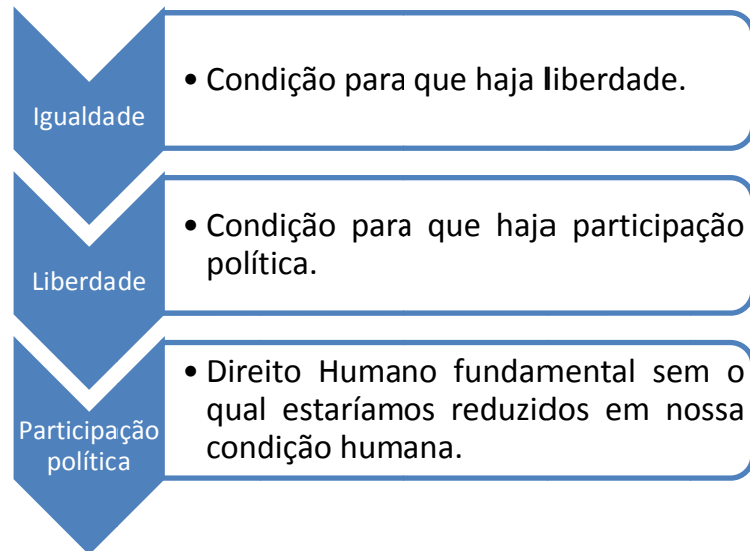 Igualdade
• Condição para que haja liberdade.
Liberdade
• Condição para que haja participação
política.
Participação
política
• Direito Humano fundamental sem o
qual estaríamos reduzidos em nossa
condição humana.